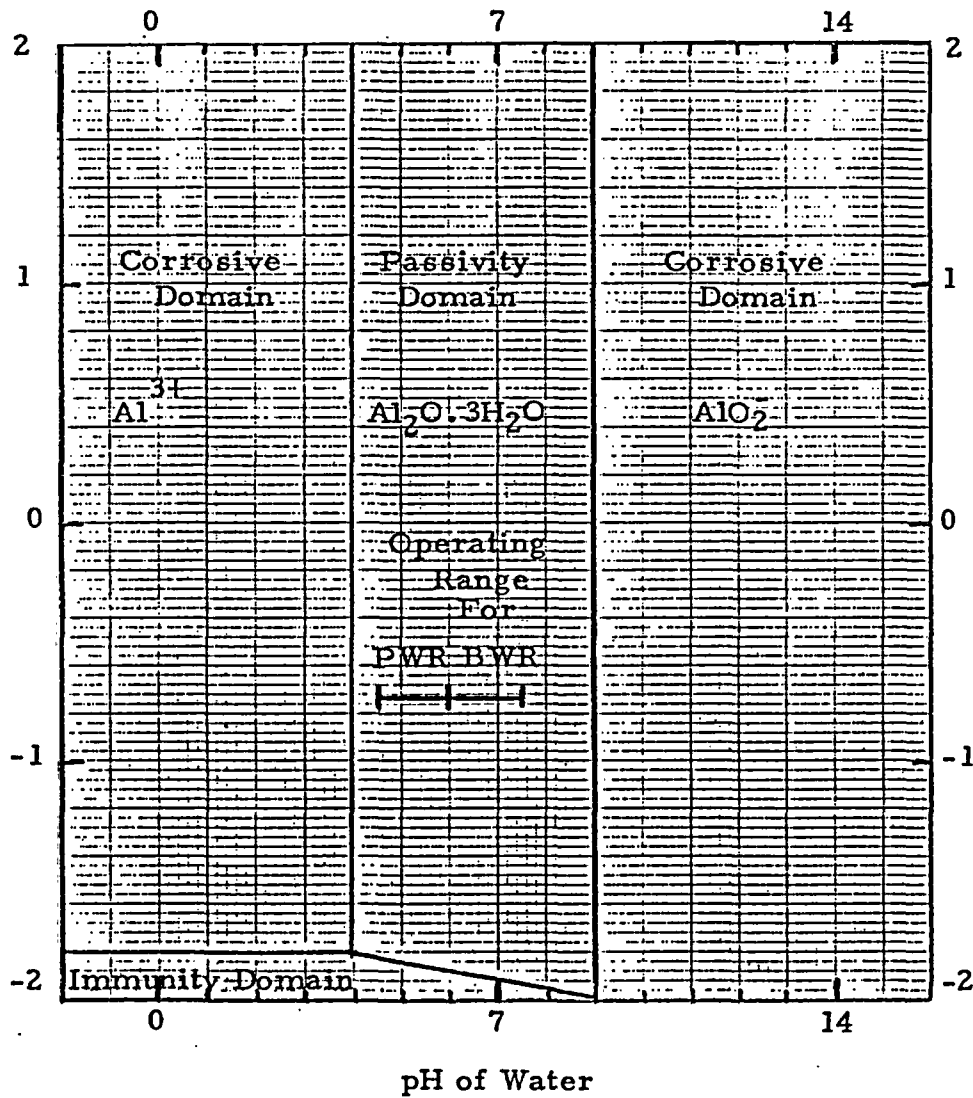 0 7 14
2 2
Corrosive Domain
Passivity Domain
Corrosive Domain
1 1
Al3+
Al2O.3H2O
AlO2-
0 0
Operating
Range
For
PWR BWR
-1 -1
Immunity Domain
-2 -2
0 7 14
pH of Water